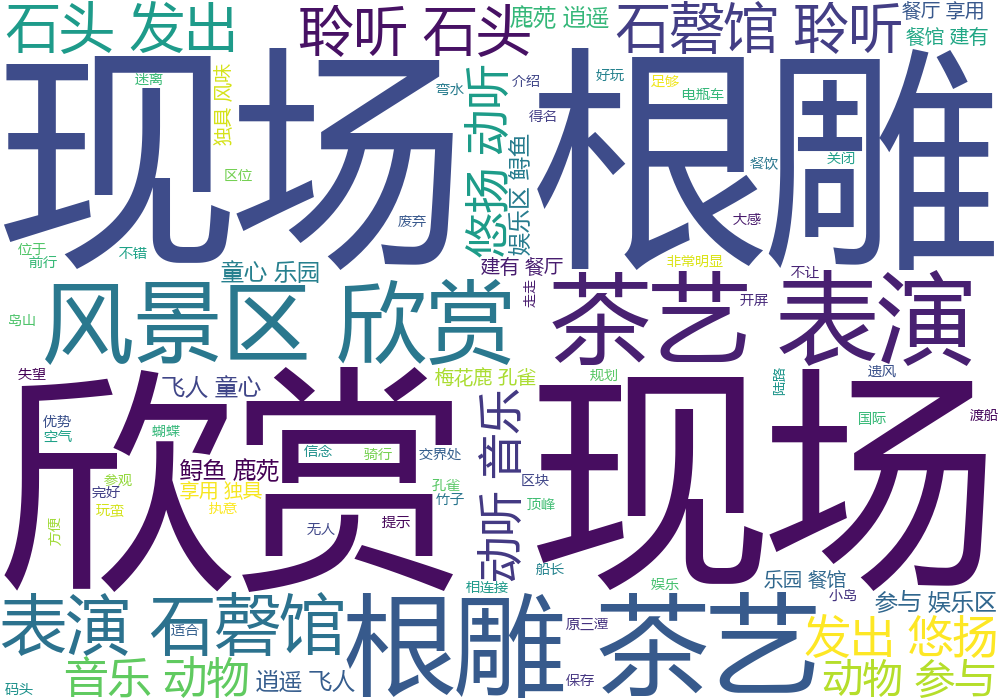 石头 发出
聆听 石头
鹿苑 逍遥
石磬馆 聆听
餐厅 享用
餐馆 建有
现场 根雕
迷离
独具 风味
弯水
悠扬 动听
介绍
好玩
足够
电瓶车
得名
娱乐区 鲟鱼
餐饮
关闭
区位
废弃
大感
位于
前行
不错
童心 乐园
建有 餐厅
非常明显
不让
风景区 欣赏
走走
茶艺 表演
开屏
岛山
失望
飞人 童心
梅花鹿 孔雀
规划
陆路
遗风
欣赏 现场
优势
空气
蝴蝶
动听 音乐
国际
渡船
信念
骑行
交界处
鲟鱼 鹿苑
参观
享用 独具
完好
孔雀
竹子
区块
玩蛮
执意
顶峰
方便
无人
提示
船长
相连接
娱乐
乐园 餐馆
小岛
参与 娱乐区
表演 石磬馆
根雕 茶艺
适合
原三潭
发出 悠扬
音乐 动物
逍遥 飞人
动物 参与
保存
码头